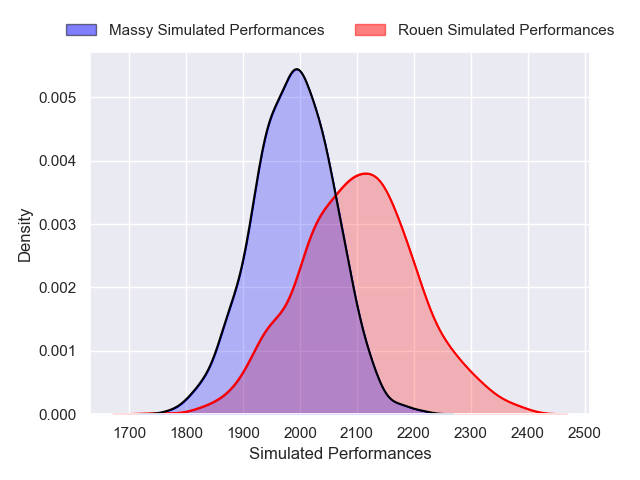 Massy Simulated Performances
Rouen Simulated Performances
0.005
0.004
0.003
0.002
0.001
0.000
Density
1700 1800 1900 2000 2100 2200 2300 2400 2500
Simulated Performances